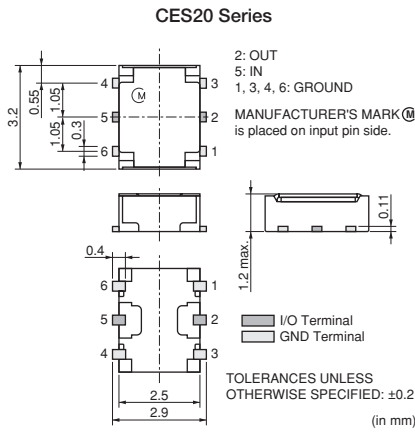 CES20 Series
2: OUT
5: IN
1, 3, 4, 6: GROUND
MANUFACTURER'S MARK Ⓜ
is placed on input pin side.
3.2
0.55
1.05
1.05
0.3
4
5
6
Ⓜ
3
2
1
1.2 max.
0.11
0.4
6
5
4
1
2
3
2.5
2.9
I/O Terminal
GND Terminal
TOLERANCES UNLESS
OTHERWISE SPECIFIED: ±0.2
(in mm)